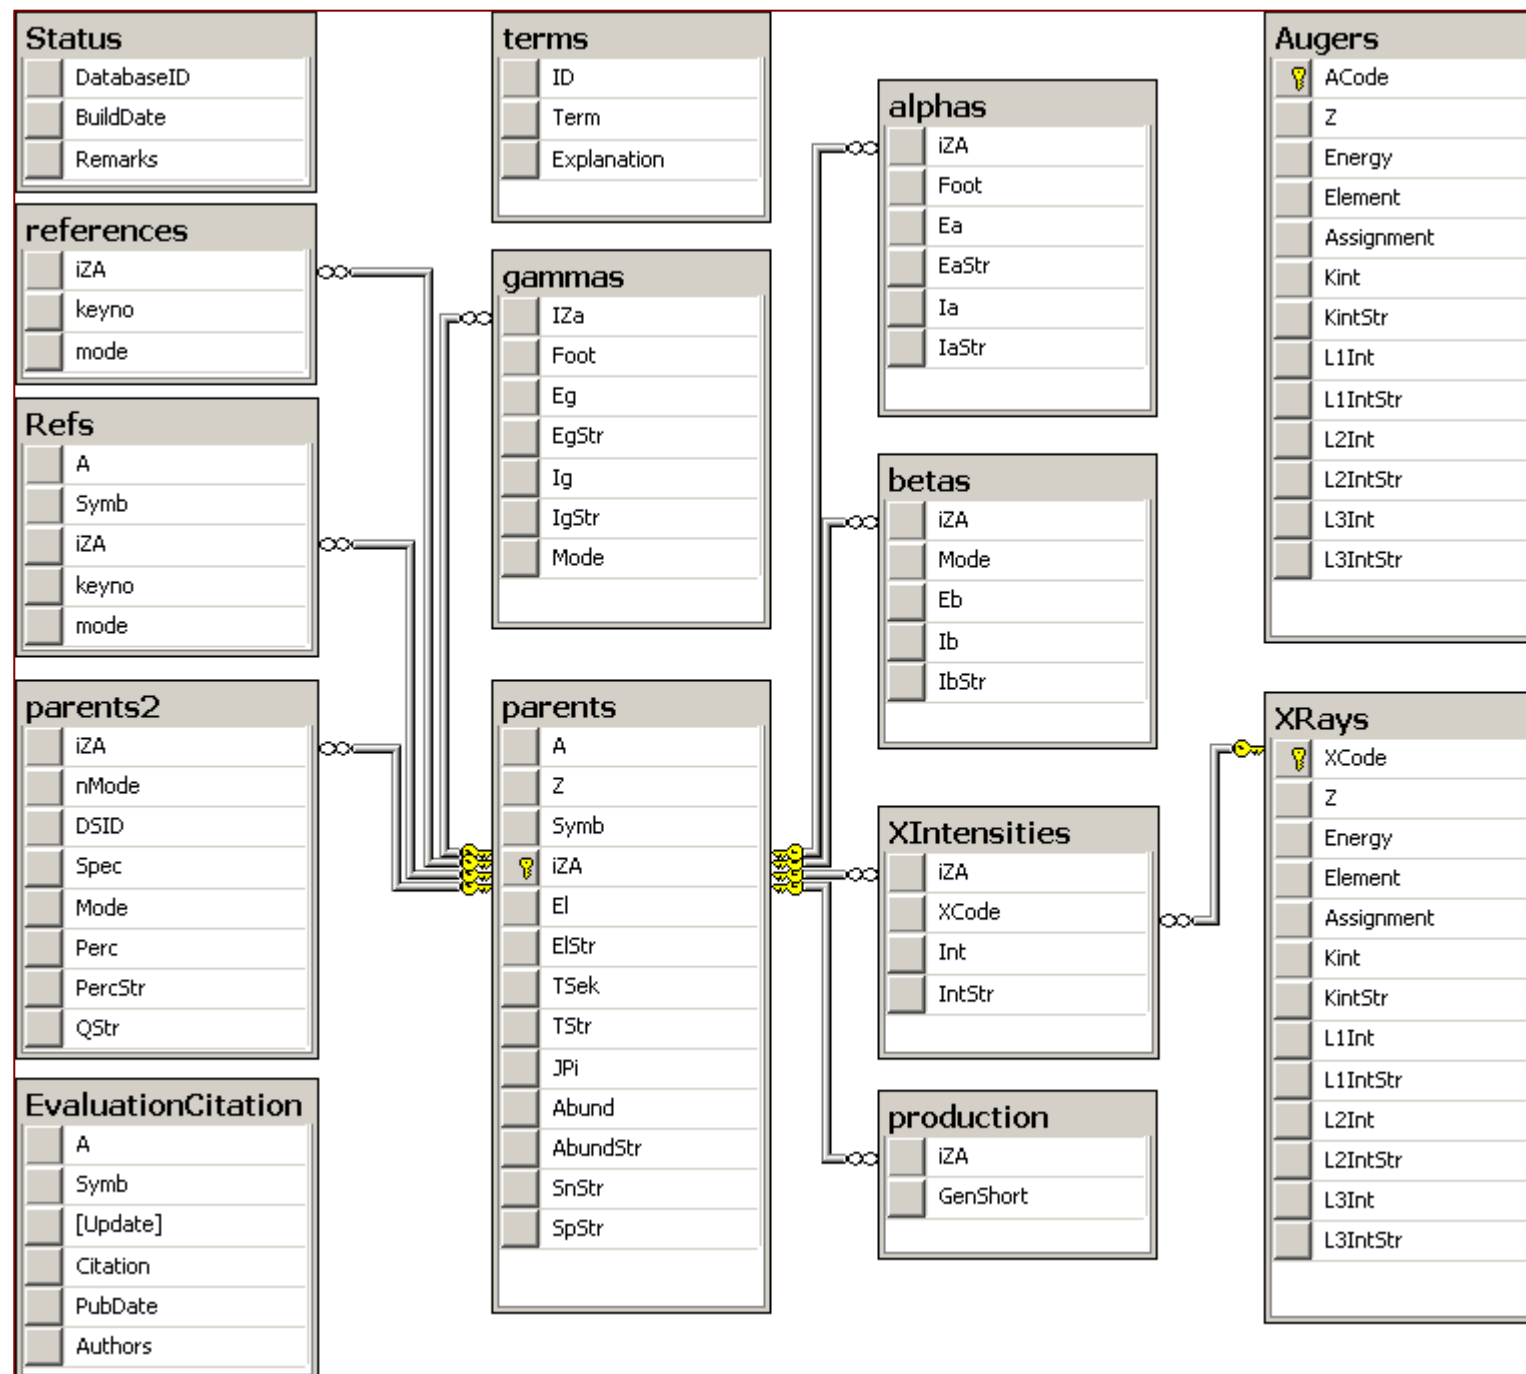 Status
DatabaseID
BuildDate
Remarks
references
iZA
keyno
mode
Refs
A
Symb
iZA
keyno
mode
parents2
iZA
nMode
DSID
Spec
Mode
Perc
PercStr
QStr
EvaluationCitation
A
Symb
[Update]
Citation
PubDate
Authors
terms
ID
Term
Explanation
gammas
IZa
Foot
Eg
EgStr
Ig
IgStr
Mode
parents
A
Z
Symb
iZA
El
ElStr
TSek
TStr
JPi
Abund
AbundStr
SnStr
SpStr
alphas
iZA
Foot
Ea
EaStr
Ia
IaStr
betas
iZA
Mode
Eb
Ib
IbStr
XIntensities
iZA
XCode
Int
IntStr
production
iZA
GenShort
Augers
ACode
Z
Energy
Element
Assignment
Kint
KintStr
L1Int
L1IntStr
L2Int
L2IntStr
L3Int
L3IntStr
XRays
XCode
Z
Energy
Element
Assignment
Kint
KintStr
L1Int
L1IntStr
L2Int
L2IntStr
L3Int
L3IntStr